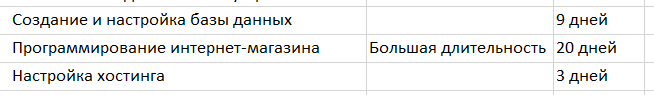 Создание и настройка базы данных 9 дней
Программирование интернет-магазина Большая длительность 20 дней
Настройка хостинга 3 дней